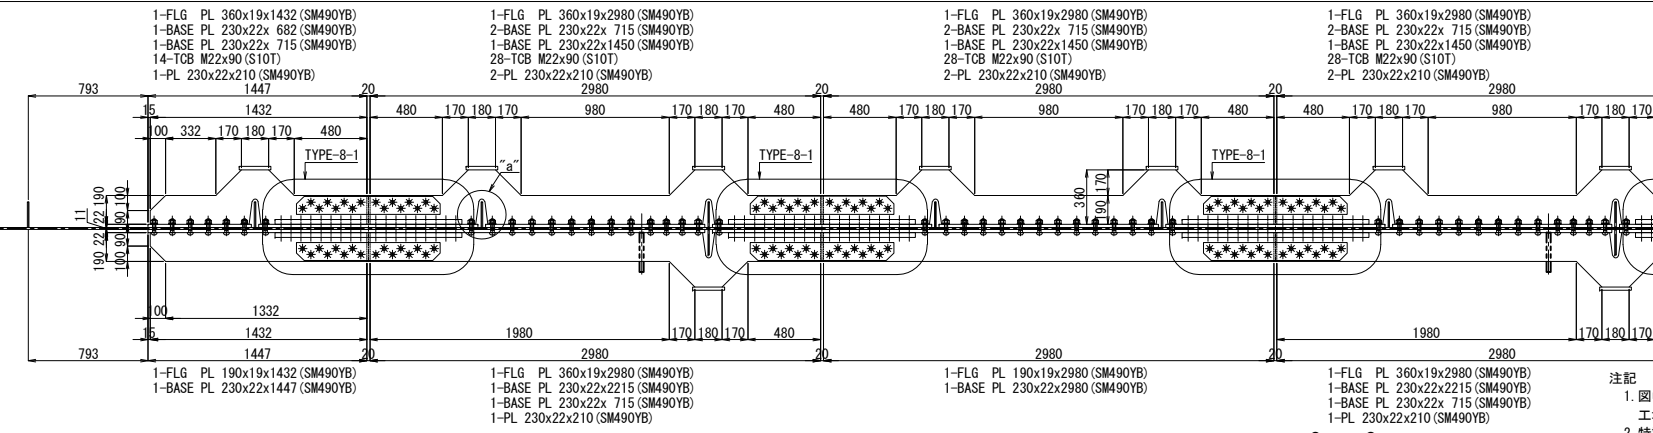 1-FLG PL 360x19x1432(SM490YB)
1-BASE PL 230x22x 682(SM490YB)
1-BASE PL 230x22x 715(SM490YB)
14-TCB M22x90(S10T)
1-PL 230x22x210(SM490YB)
1-FLG PL 360x19x2980(SM490YB)
2-BASE PL 230x22x 715(SM490YB)
1-BASE PL 230x22x1450(SM490YB)
28-TCB M22x90(S10T)
2-PL 230x22x210(SM490YB)
1-FLG PL 360x19x2980(SM490YB)
2-BASE PL 230x22x 715(SM490YB)
1-BASE PL 230x22x1450(SM490YB)
28-TCB M22x90(S10T)
2-PL 230x22x210(SM490YB)
1-FLG PL 360x19x2980(SM490YB)
2-BASE PL 230x22x 715(SM490YB)
1-BASE PL 230x22x1450(SM490YB)
28-TCB M22x90(S10T)
2-PL 230x22x210(SM490YB)
793 1447 20 2980 20 2980 20 2980
15 1432 480 170 180 170 980 170 180 170 480 480 170 180 170 980 170 180 170 480 480 170 180 170 980 170 180 170
100 332 170 180 170 480
TYPE-8-1 "a" TYPE-8-1 TYPE-8-1
190 100
11 22 90
22 90
190 100
360 170
190
100 1332
15 1432 1980 170 180 170 480 1980 170 180 170
793 1447 20 2980 20 2980 20 2980
1-FLG PL 190x19x1432(SM490YB)
1-BASE PL 230x22x1447(SM490YB)
1-FLG PL 360x19x2980(SM490YB)
1-BASE PL 230x22x2215(SM490YB)
1-BASE PL 230x22x 715(SM490YB)
1-PL 230x22x210(SM490YB)
1-FLG PL 190x19x2980(SM490YB)
1-BASE PL 230x22x2980(SM490YB)
1-FLG PL 360x19x2980(SM490YB)
1-BASE PL 230x22x2215(SM490YB)
1-BASE PL 230x22x 715(SM490YB)
1-PL 230x22x210(SM490YB)
注記
1. 図
工